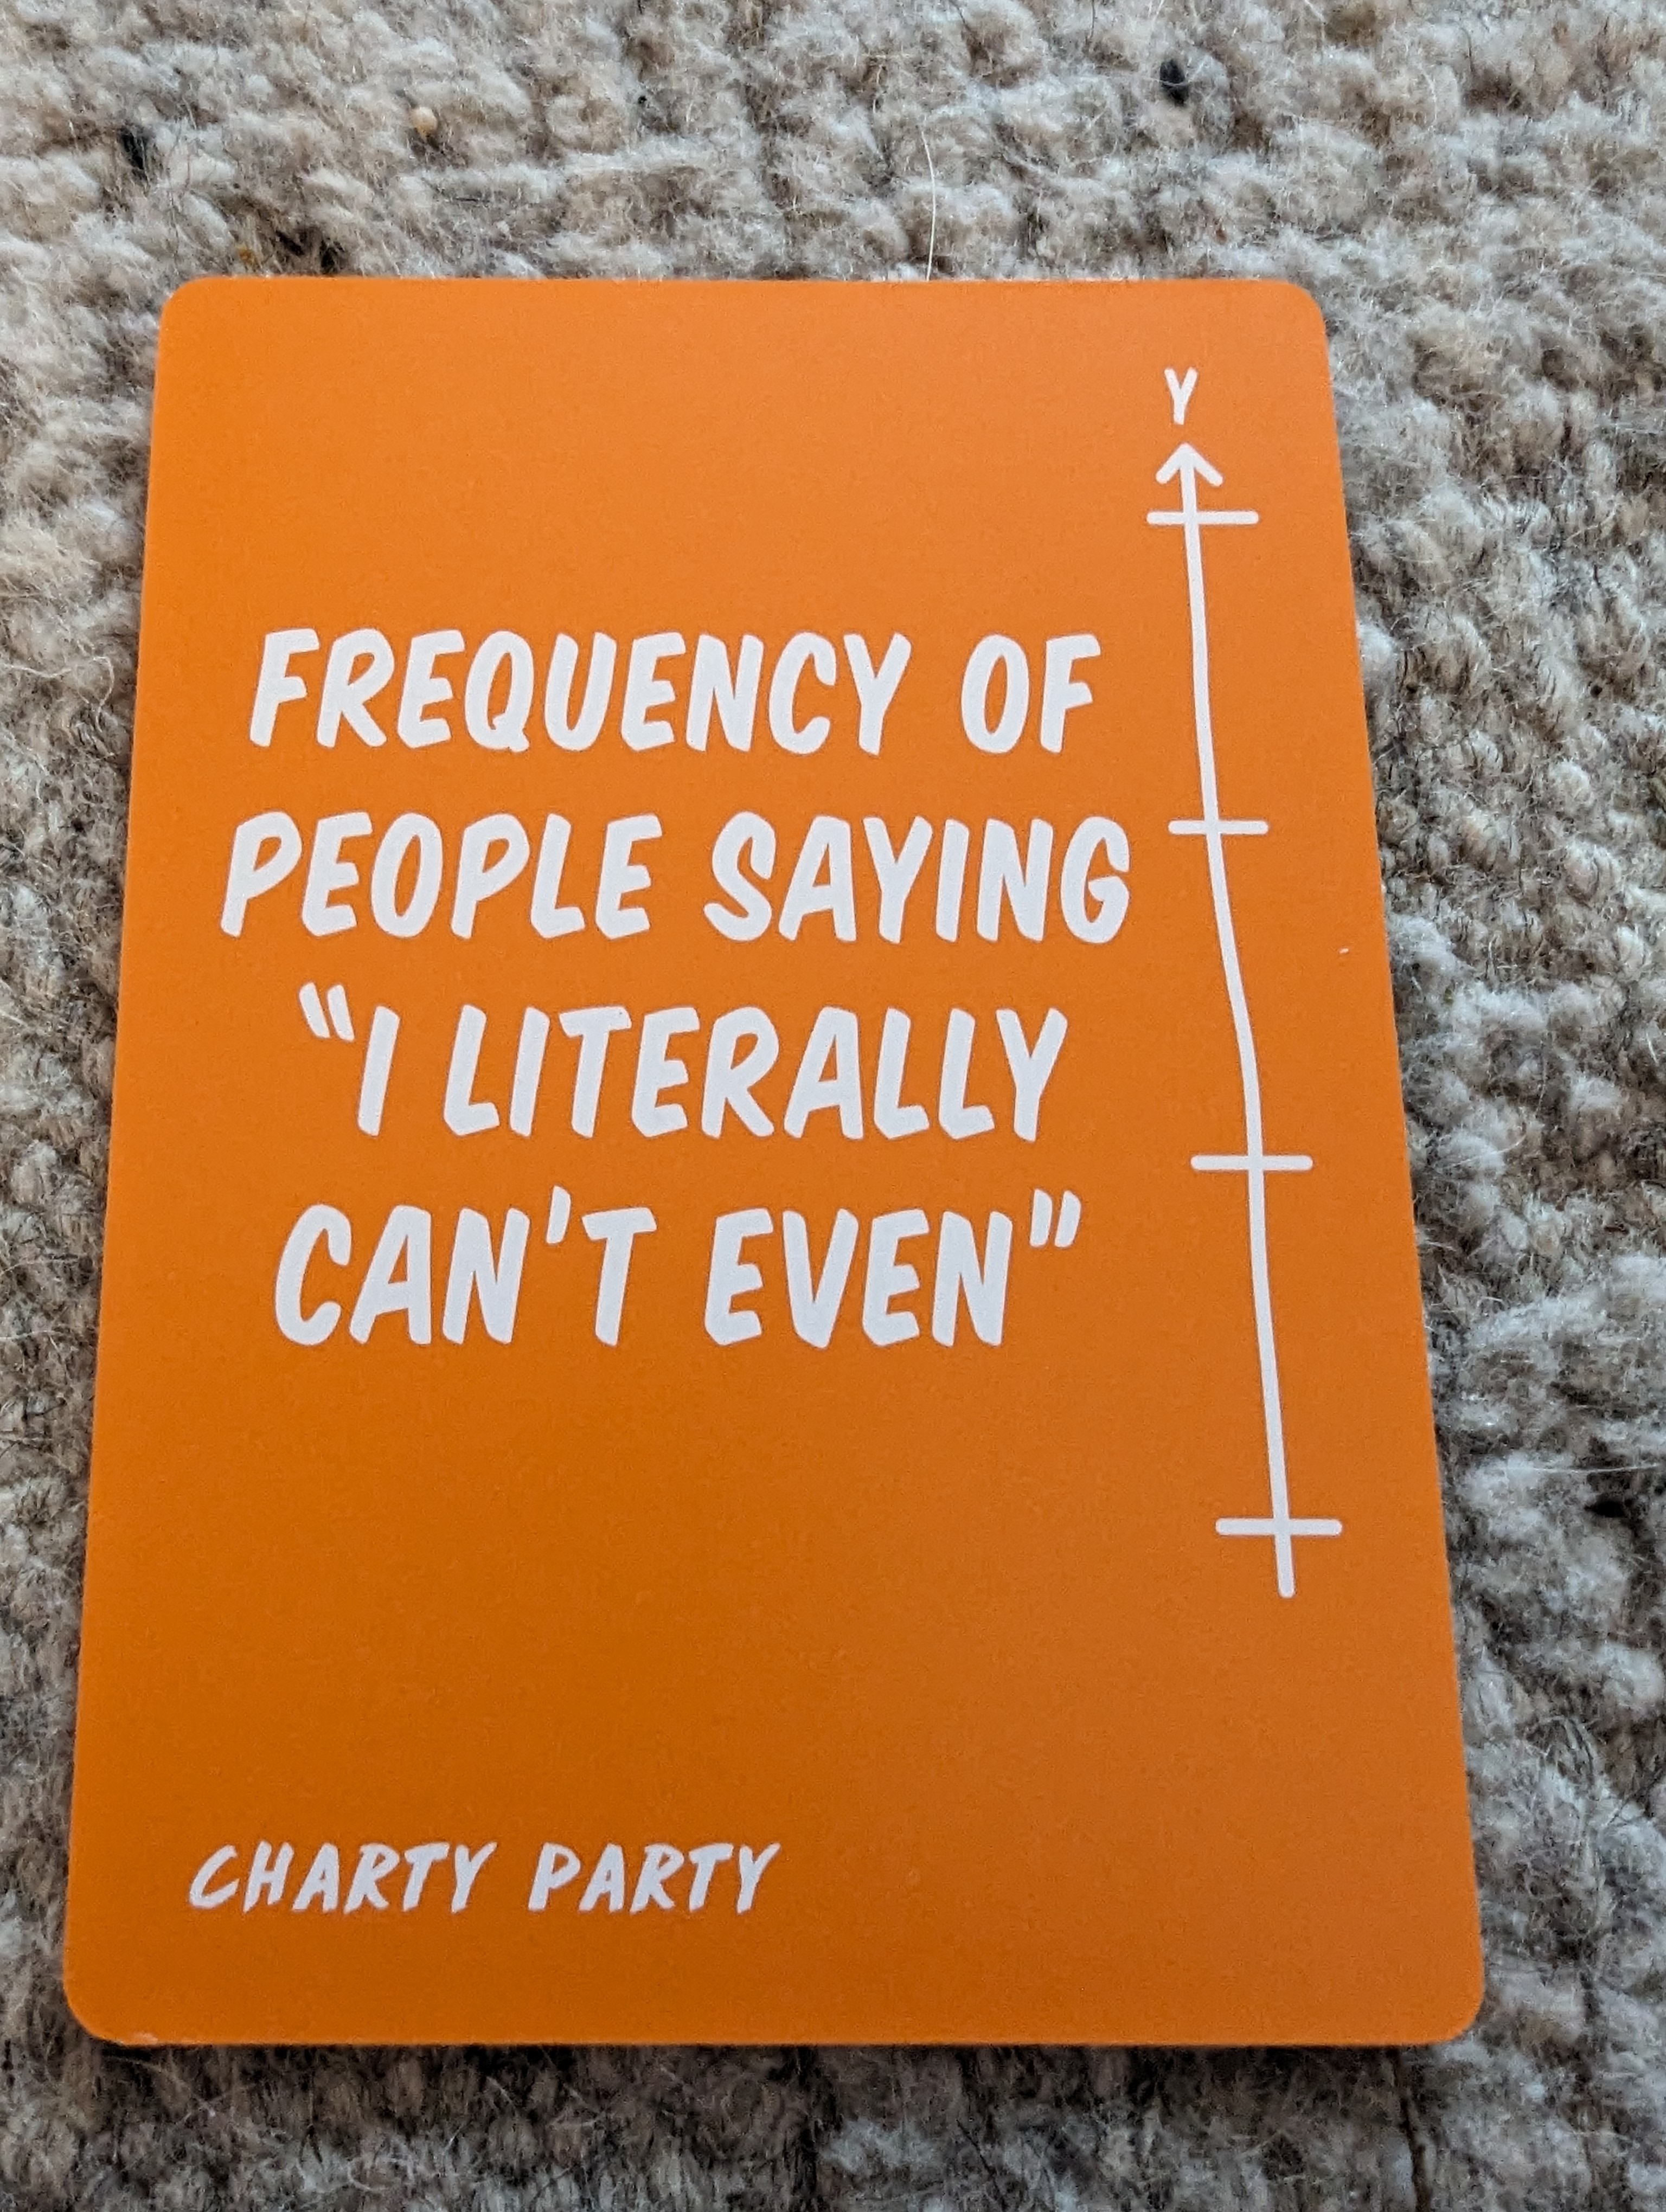 Y
FREQUENCY OF
PEOPLE SAYING
“I LITERALLY
CAN'T EVEN”
CHARTY PARTY